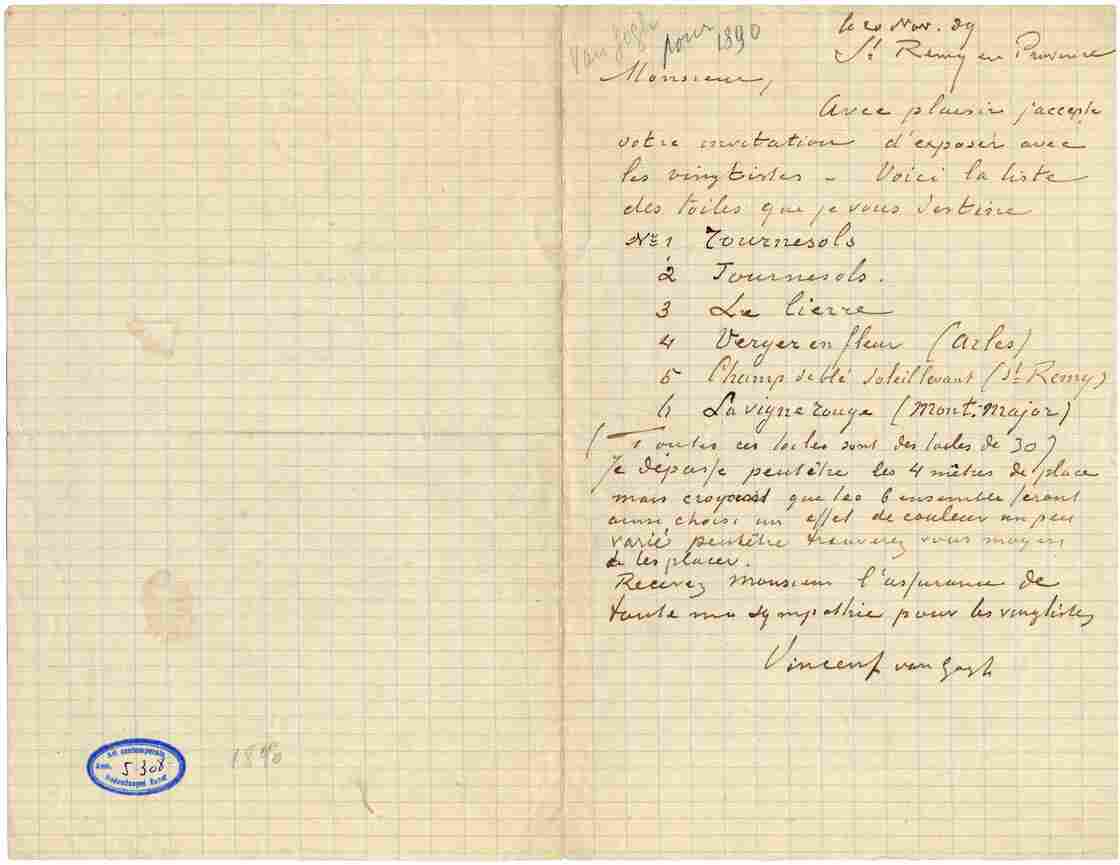 Van Gogh
pour 1890
le 20 Nov. 89
St Remy en Provence
Monsieur,
Avec plaisir j'accepte
votre invitation d'exposer avec
les vingtistes – Voici la liste
des toiles que je vous destine
No 1 Tournesols
2 Tournesols.
3 Le lierre
4 Verger en fleur (Arles)
5 Champ de blé soleil levant (St Remy)
6 La vigne rouge (Mont-Major)
(Toutes ces toiles sont des toiles de 30)
Je dépasse peutêtre les 4 mètres de place
mais croyant que les 6 ensemble feront
ainsi choisi un effet de couleur un peu
varié peutêtre trouverez vous moyen
de les placer.
Recevez monsieur l'assurance de
toute ma sympathie pour les vingtistes
Vincent van Gogh
Art contemporain
5308
Hedendaagse Kunst
1890